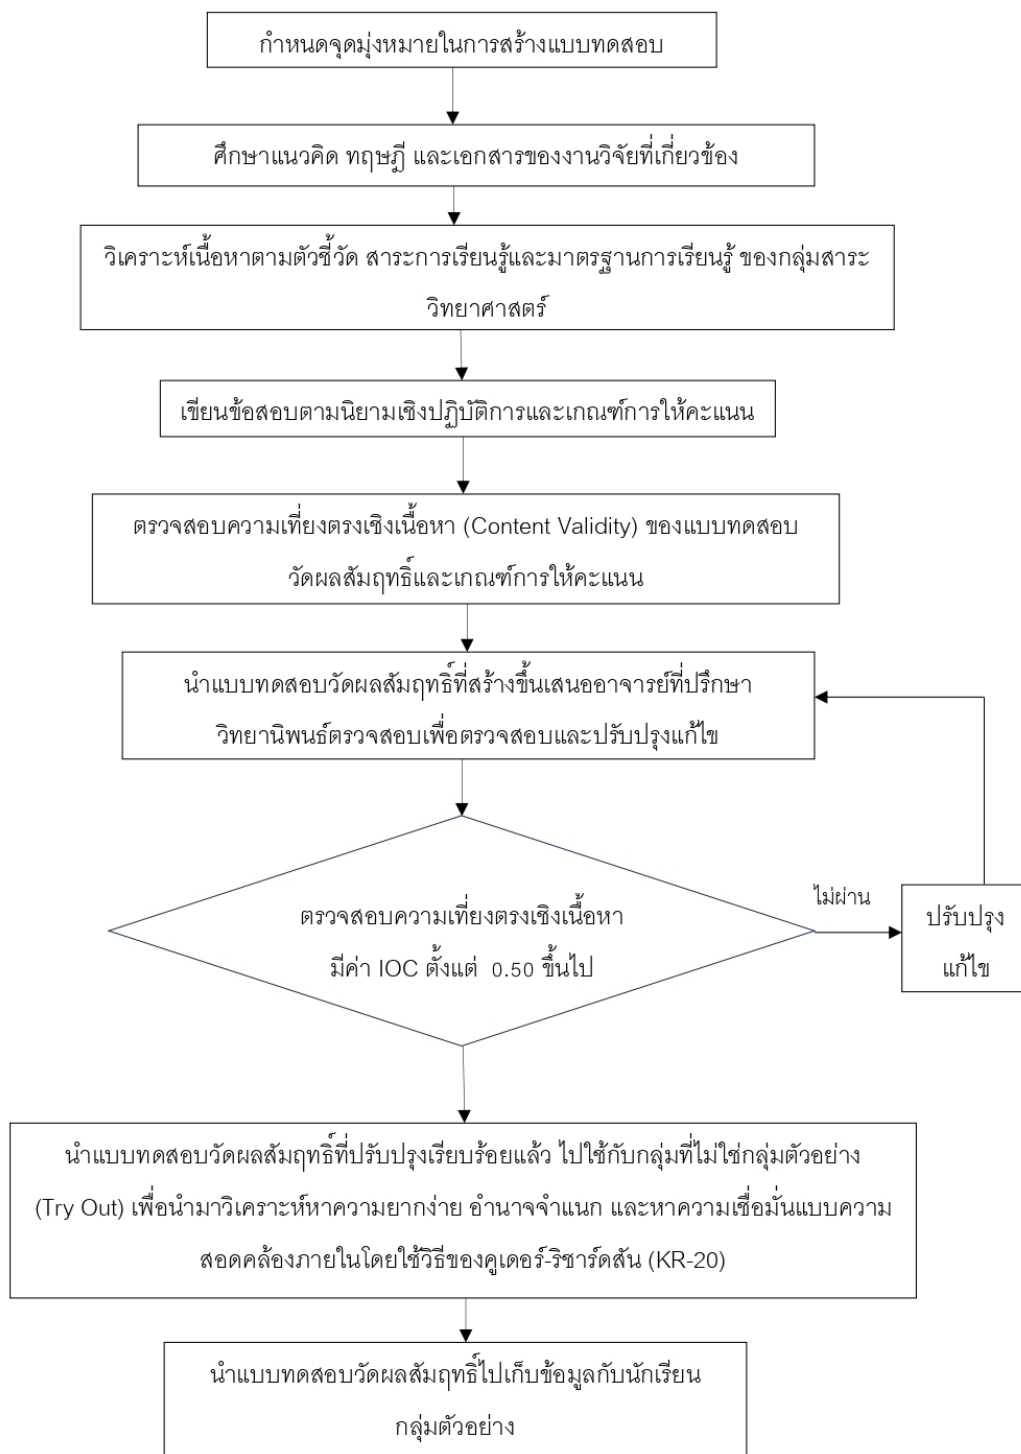 กำหนดจุดมุ่งหมายในการสร้างแบบทดสอบ
ศึกษาแนวคิด ทฤษฎี และเอกสารของงานวิจัยที่เกี่ยวข้อง
วิเคราะห์เนื้อหาตามตัวชี้วัด สาระการเรียนรู้และมาตรฐานการเรียนรู้ ของกลุ่มสาระ
วิทยาศาสตร์
เขียนข้อสอบตามนิยามเชิงปฏิบัติการและเกณฑ์การให้คะแนน
ตรวจสอบความเที่ยงตรงเชิงเนื้อหา (Content Validity) ของแบบทดสอบ
วัดผลสัมฤทธิ์และเกณฑ์การให้คะแนน
นำแบบทดสอบวัดผลสัมฤทธิ์ที่สร้างขึ้นเสนออาจารย์ที่ปรึกษา
วิทยานิพนธ์ตรวจสอบเพื่อตรวจสอบและปรับปรุงแก้ไข
ตรวจสอบความเที่ยงตรงเชิงเนื้อหา
มีค่า IOC ตั้งแต่ 0.50 ขึ้นไป
ไม่ผ่าน
ปรับปรุง
แก้ไข
นำแบบทดสอบวัดผลสัมฤทธิ์ที่ปรับปรุงเรียบร้อยแล้ว ไปใช้กับกลุ่มที่ไม่ใช่กลุ่มตัวอย่าง
(Try Out) เพื่อนำมาวิเคราะห์หาความยากง่าย อำนาจจำแนก และหาความเชื่อมั่นแบบความ
สอดคล้องภายในโดยใช้วิธีของคูเดอร์-ริชาร์ดสัน (KR-20)
นำแบบทดสอบวัดผลสัมฤทธิ์ไปเก็บข้อมูลกับนักเรียน
กลุ่มตัวอย่าง